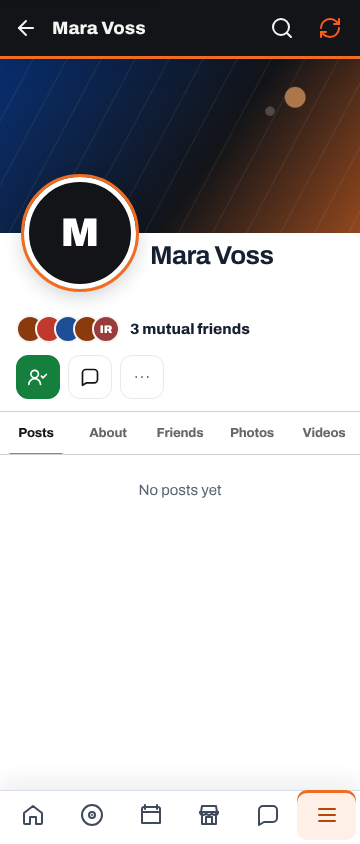 Mara Voss
M
Mara Voss
IR
3 mutual friends
Posts About Friends Photos Videos
No posts yet